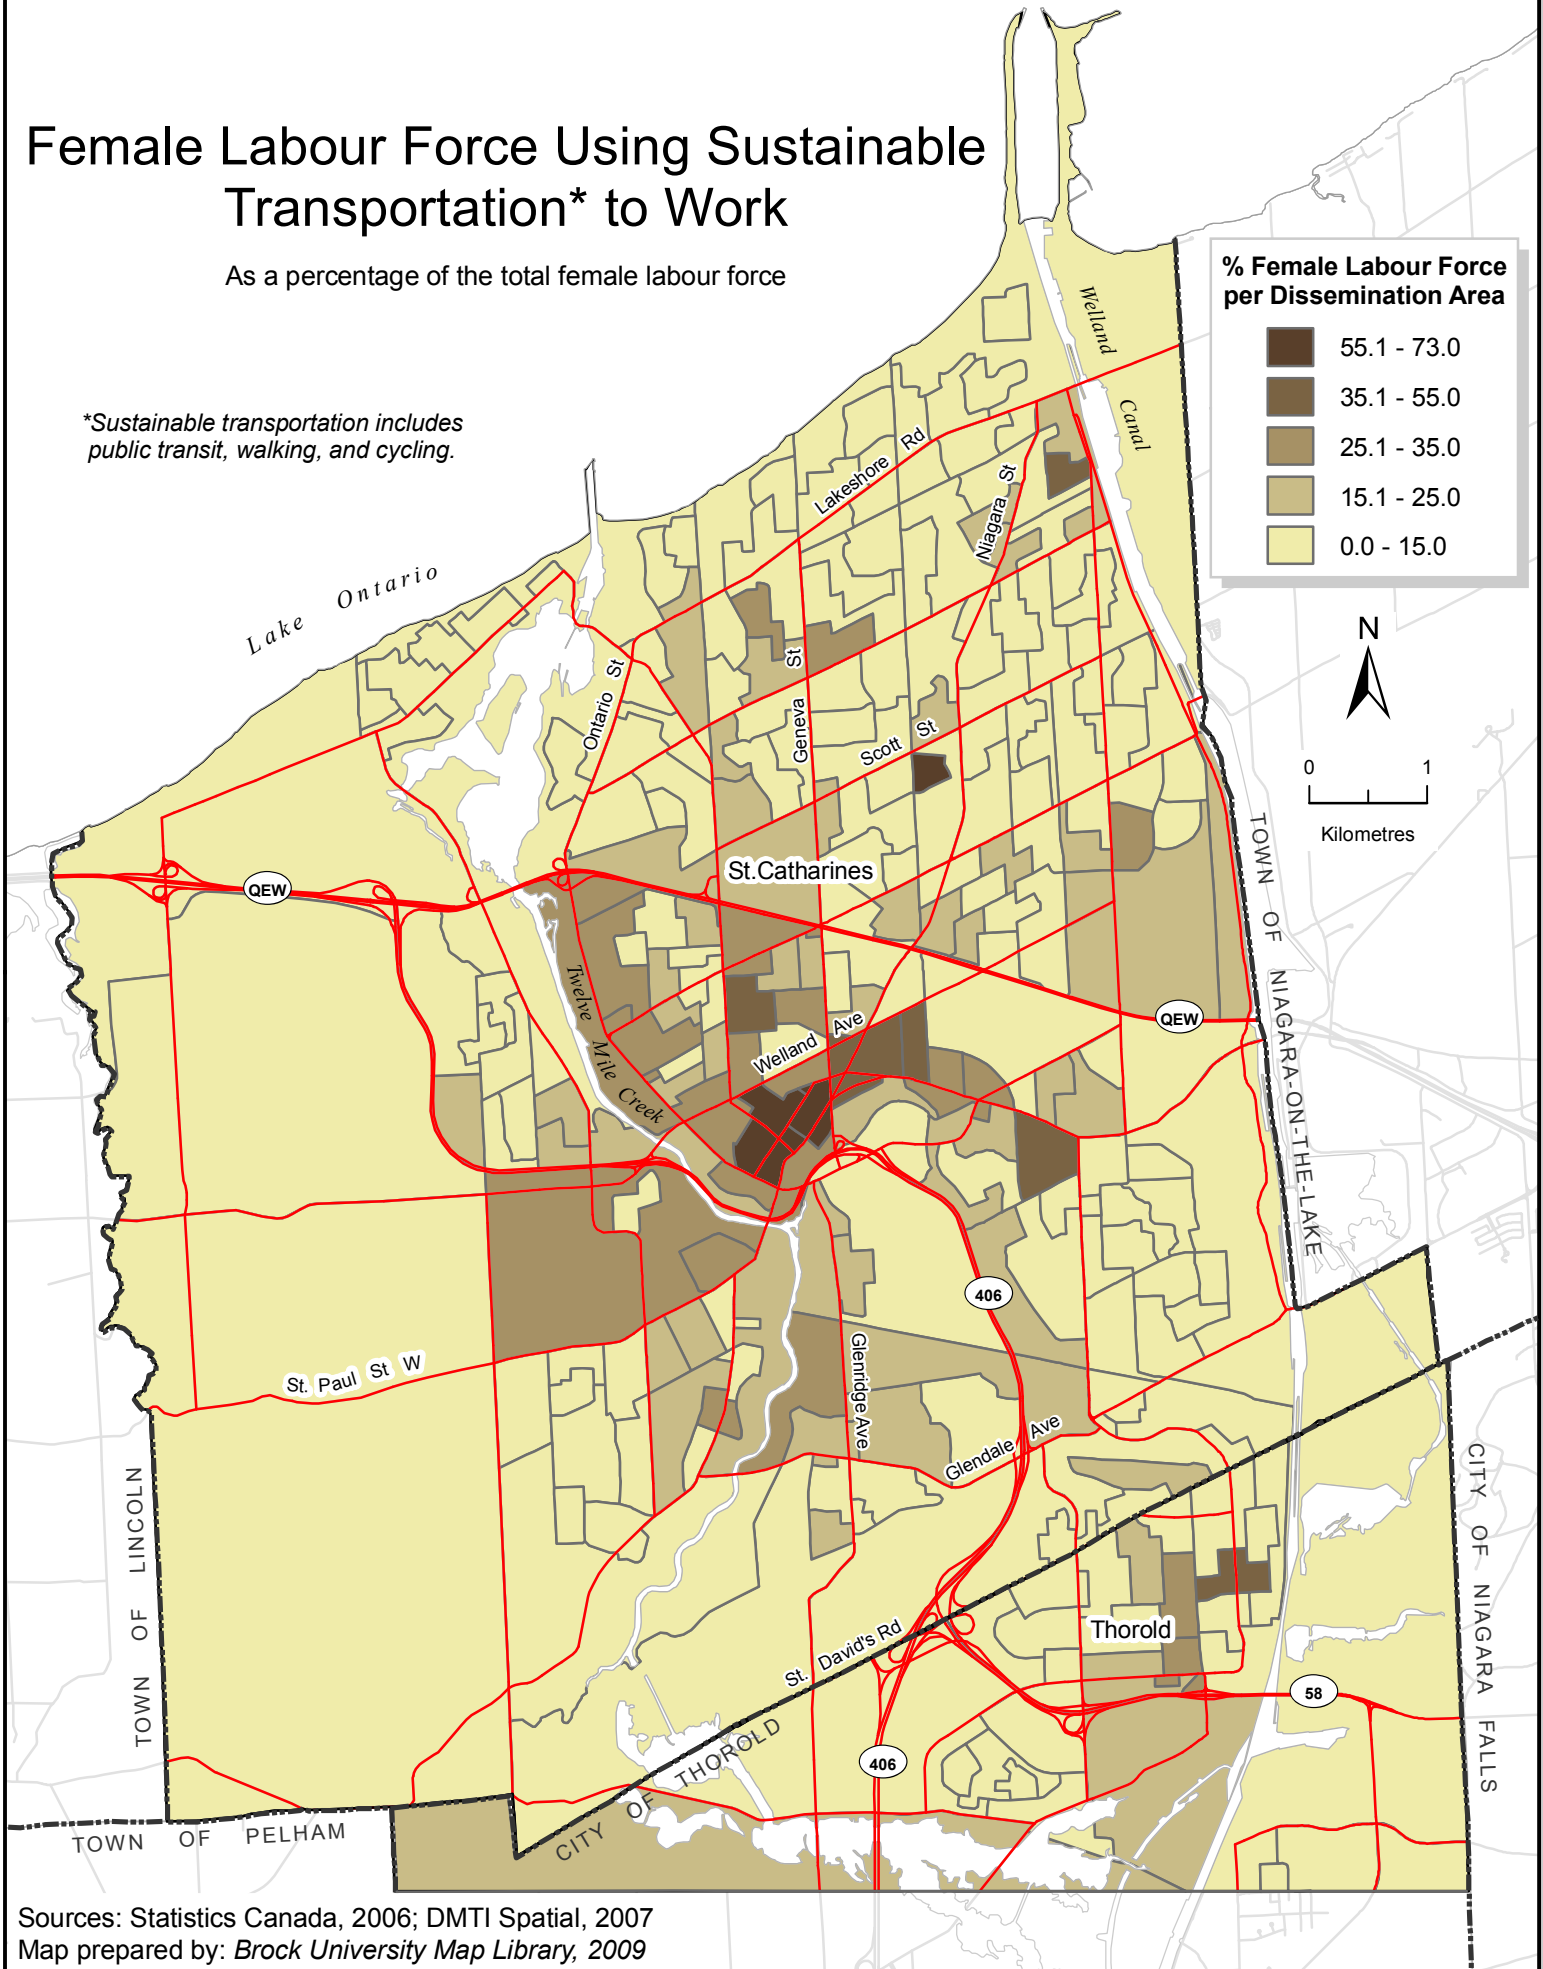 Female Labour Force Using Sustainable
Transportation* to Work
As a percentage of the total female labour force
*Sustainable transportation includes
public transit, walking, and cycling.
% Female Labour Force
per Dissemination Area
55.1 - 73.0
35.1 - 55.0
25.1 - 35.0
15.1 - 25.0
0.0 - 15.0
N
0 1
Kilometres
Welland
Canal
Lake Ontario
Lakeshore Rd
Niagara St
Ontario St
Geneva St
Scott St
St.Catharines
QEW
QEW
Twelve Mile Creek
Welland Ave
TOWN OF NIAGARA-ON-THE-LAKE
406
St. Paul St W
Glenridge Ave
Glendale Ave
TOWN OF LINCOLN
CITY OF NIAGARA FALLS
Thorold
St. David's Rd
58
406
CITY OF THOROLD
TOWN OF PELHAM
Sources: Statistics Canada, 2006; DMTI Spatial, 2007
Map prepared by: Brock University Map Library, 2009